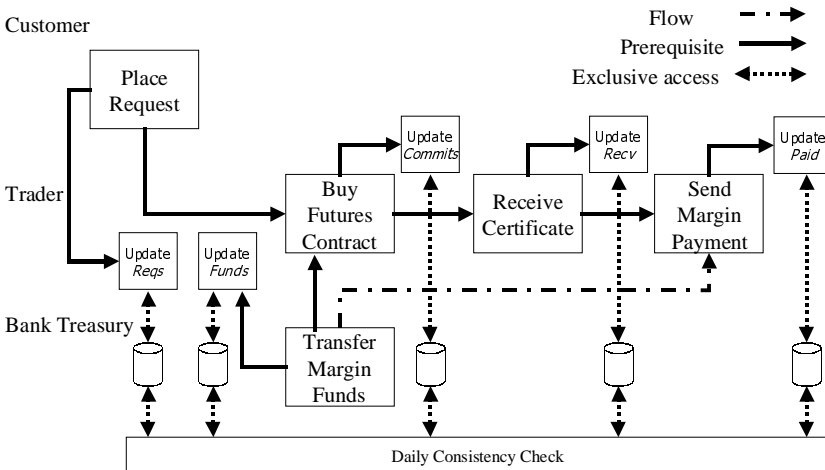 Customer
Flow
Prerequisite
Exclusive access
Place
Request
Update
Commits
Update
Recv
Update
Paid
Trader
Buy
Futures
Contract
Receive
Certificate
Send
Margin
Payment
Update
Reqs
Update
Funds
Bank Treasury
Transfer
Margin
Funds
Daily Consistency Check